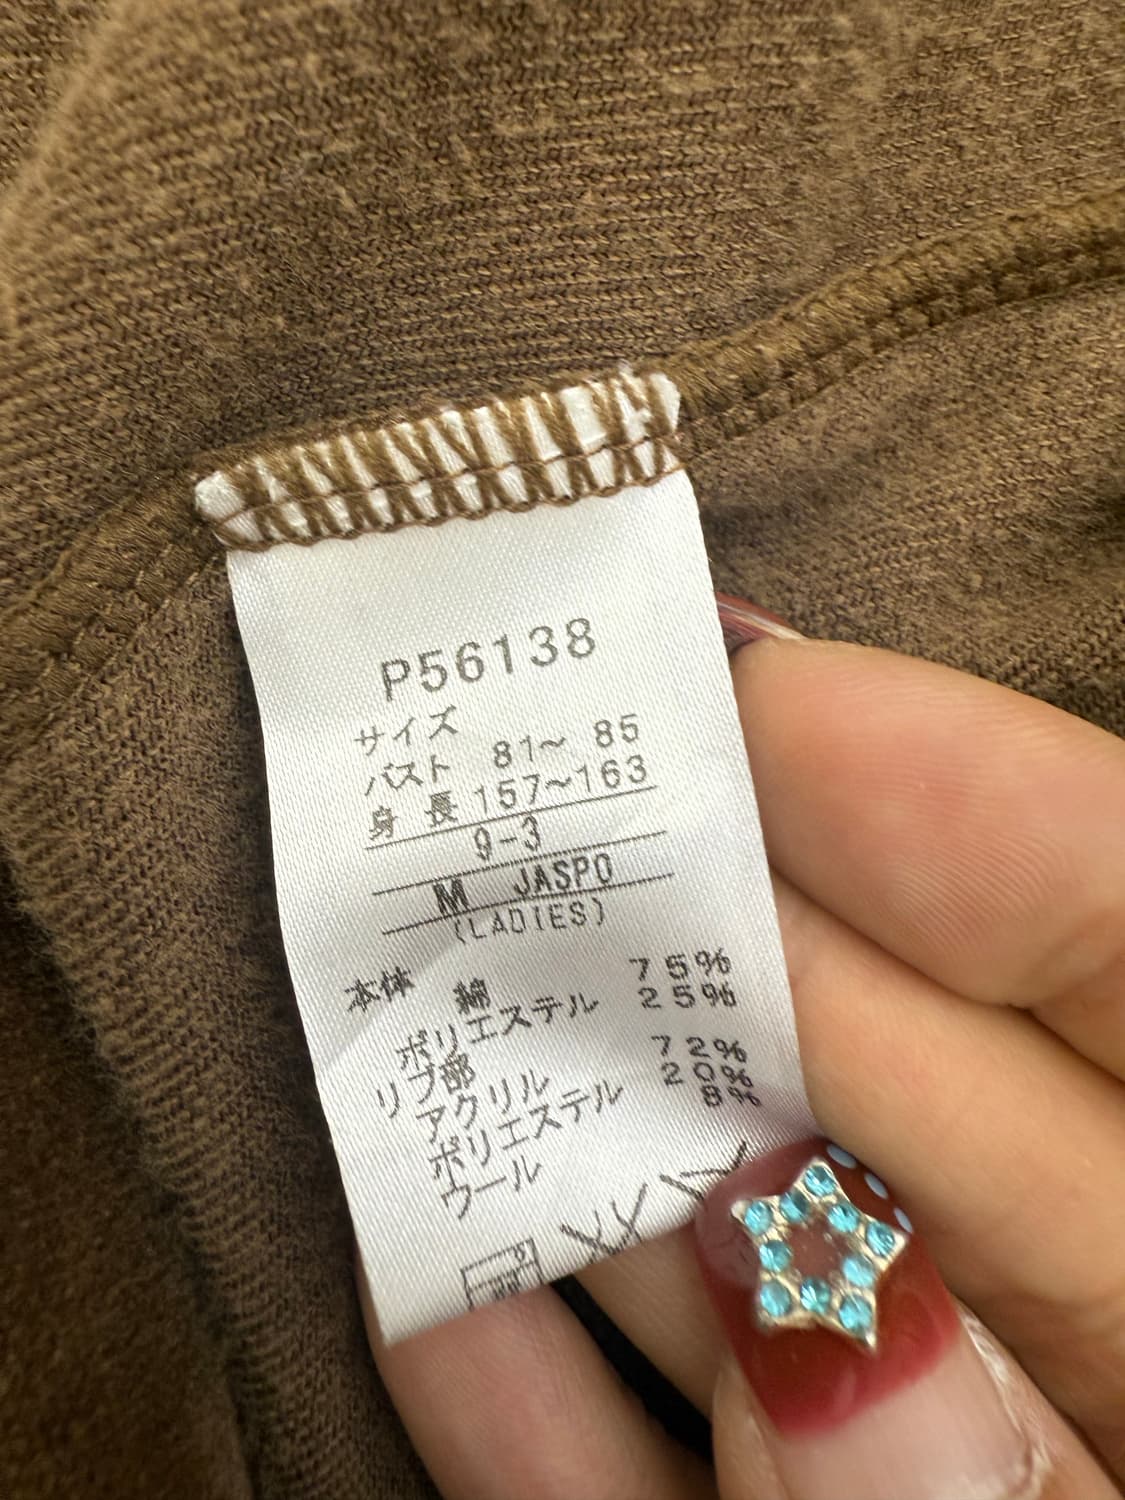 P56138
サイズ
バスト 81～ 85
身 長 157～163
9-3
M JASPO
(LADIES)
本体 綿 75%
ポリエステル 25%
リブ部
アクリル 72%
ポリエステル 20%
ウール 8%